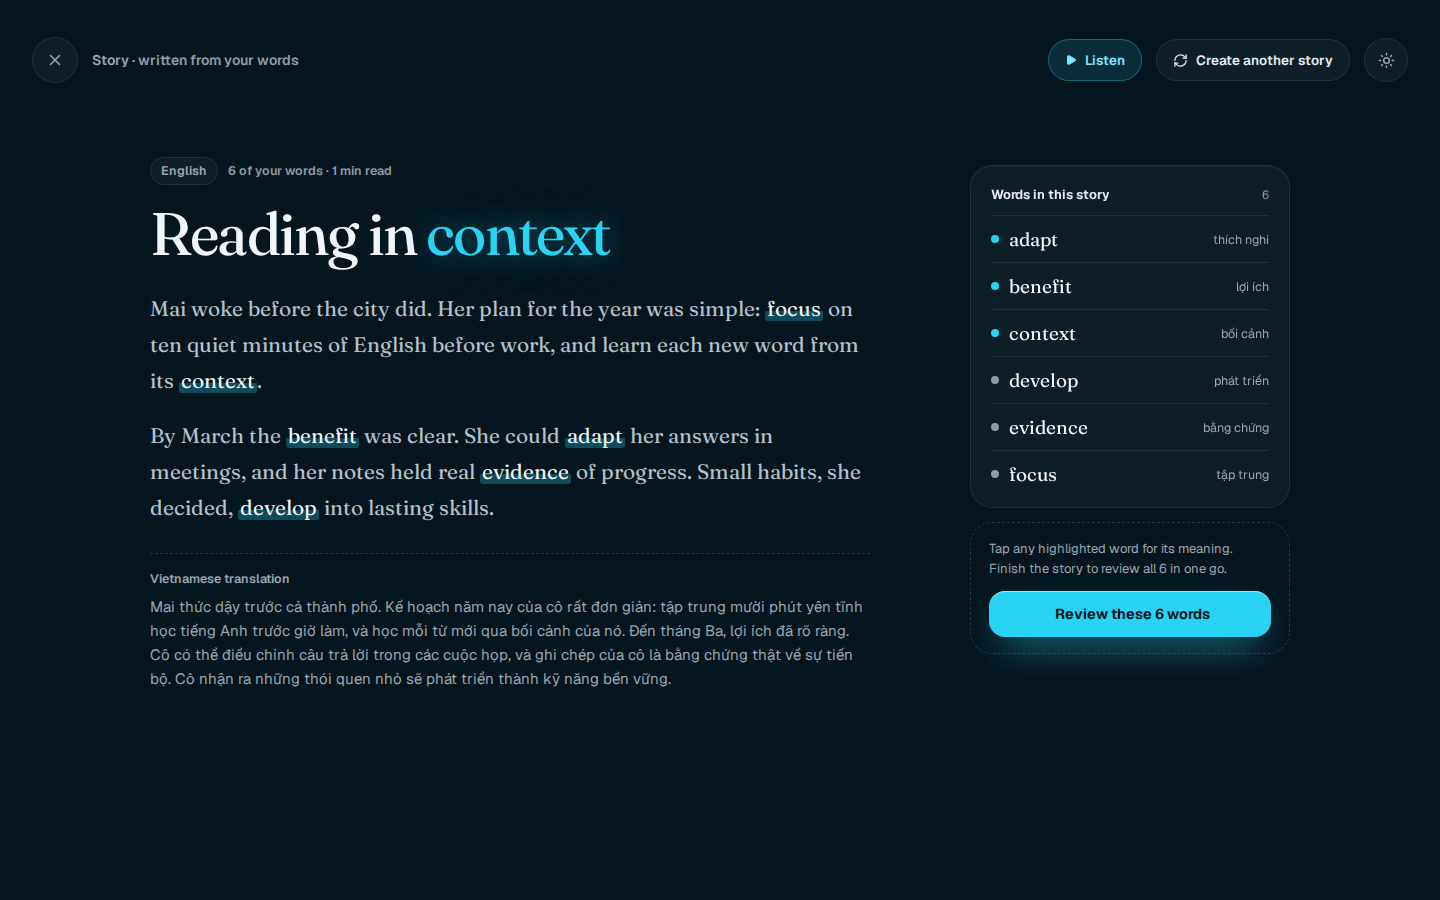 Story · written from your words
Listen
Create another story
English
6 of your words · 1 min read
Reading in context
Mai woke before the city did. Her plan for the year was simple: focus on
ten quiet minutes of English before work, and learn each new word from
its context.
By March the benefit was clear. She could adapt her answers in
meetings, and her notes held real evidence of progress. Small habits, she
decided, develop into lasting skills.
Vietnamese translation
Mai thức dậy trước cả thành phố. Kế hoạch năm nay của cô rất đơn giản: tập trung mười phút yên tĩnh
học tiếng Anh trước giờ làm, và học mỗi từ mới qua bối cảnh của nó. Đến tháng Ba, lợi ích đã rõ ràng.
Cô có thể điều chỉnh câu trả lời trong các cuộc họp, và ghi chép của cô là bằng chứng thật về sự tiến
bộ. Cô nhận ra những thói quen nhỏ sẽ phát triển thành kỹ năng bền vững.
Words in this story 6
adapt thích nghi
benefit lợi ích
context bối cảnh
develop phát triển
evidence bằng chứng
focus tập trung
Tap any highlighted word for its meaning.
Finish the story to review all 6 in one go.
Review these 6 words